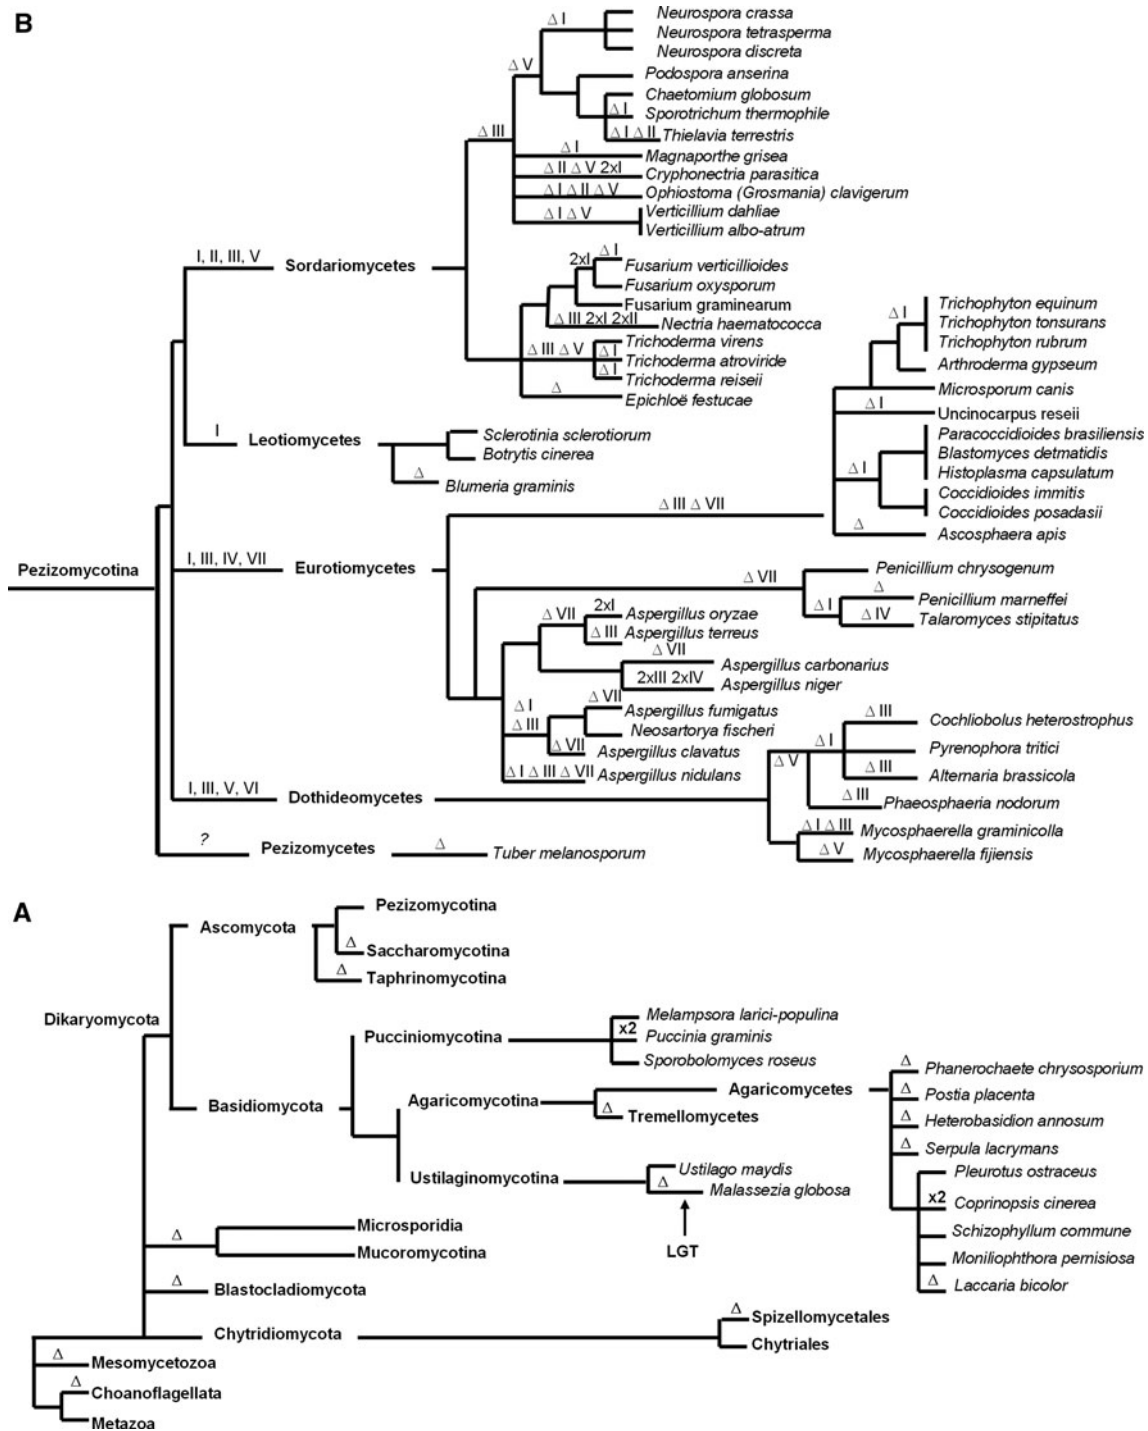 B
Δ I
Neurospora crassa
Neurospora tetrasperma
Neurospora discreta
Δ V
Podospora anserina
Chaetomium globosum
Δ I
Sporotrichum thermophile
Δ III
Δ I Δ II
Thielavia terrestris
Δ I
Magnaporthe grisea
Δ II Δ V 2xI
Cryphonectria parasitica
Δ I Δ II Δ V
Ophiostoma (Grosmania) clavigerum
Δ I Δ V
Verticillium dahliae
Verticillium albo-atrum
I, II, III, V
Sordariomycetes
2xI
Δ I
Fusarium verticillioides
Fusarium oxysporum
Fusarium graminearum
Δ III 2xI 2xII
Nectria haematococca
Δ III Δ V
Trichoderma virens
Δ I
Trichoderma atroviride
Δ I
Trichoderma reiseii
Δ
Epichloë festucae
Trichophyton equinum
Δ I
Trichophyton tonsurans
Trichophyton rubrum
Arthroderma gypseum
Microsporum canis
Δ I
Uncinocarpus reseii
Paracoccidioides brasiliensis
Blastomyces detmatidis
Δ I
Histoplasma capsulatum
Coccidioides immitis
Coccidioides posadasii
Δ
Ascosphaera apis
I
Leotiomycetes
Sclerotinia sclerotiorum
Botrytis cinerea
Δ
Blumeria graminis
Δ III Δ VII
Pezizomycotina
I, III, IV, VII
Eurotiomycetes
Δ VII
Penicillium chrysogenum
Δ
Δ I
Penicillium marneffei
Δ IV
Talaromyces stipitatus
Δ VII
2xI
Aspergillus oryzae
Δ III
Aspergillus terreus
Δ VII
Aspergillus carbonarius
2xIII 2xIV
Aspergillus niger
Δ I
Δ III
Δ VII
Aspergillus fumigatus
Neosartorya fischeri
Δ VII
Aspergillus clavatus
Δ I Δ III Δ VII
Aspergillus nidulans
I, III, V, VI
Dothideomycetes
Δ V
Δ I
Δ III
Cochliobolus heterostrophus
Pyrenophora tritici
Δ III
Alternaria brassicola
Δ III
Phaeosphaeria nodorum
Δ I Δ III
Mycosphaerella graminicolla
Δ V
Mycosphaerella fijiensis
?
Pezizomycetes
Δ
Tuber melanosporum
A
Ascomycota
Pezizomycotina
Δ
Saccharomycotina
Δ
Taphrinomycotina
Dikaryomycota
Pucciniomycotina
Melampsora larici-populina
x2
Puccinia graminis
Sporobolomyces roseus
Basidiomycota
Agaricomycotina
Agaricomycetes
Δ
Tremellomycetes
Δ
Phanerochaete chrysosporium
Δ
Postia placenta
Δ
Heterobasidion annosum
Δ
Serpula lacrymans
Pleurotus ostraceus
x2
Coprinopsis cinerea
Schizophyllum commune
Moniliophthora pernisiosa
Δ
Laccaria bicolor
Ustilaginomycotina
Ustilago maydis
Δ
Malassezia globosa
LGT
Δ
Microsporidia
Mucoromycotina
Δ
Blastocladiomycota
Chytridiomycota
Δ
Spizellomycetales
Chytriales
Δ
Mesomycetozoa
Δ
Choanoflagellata
Metazoa